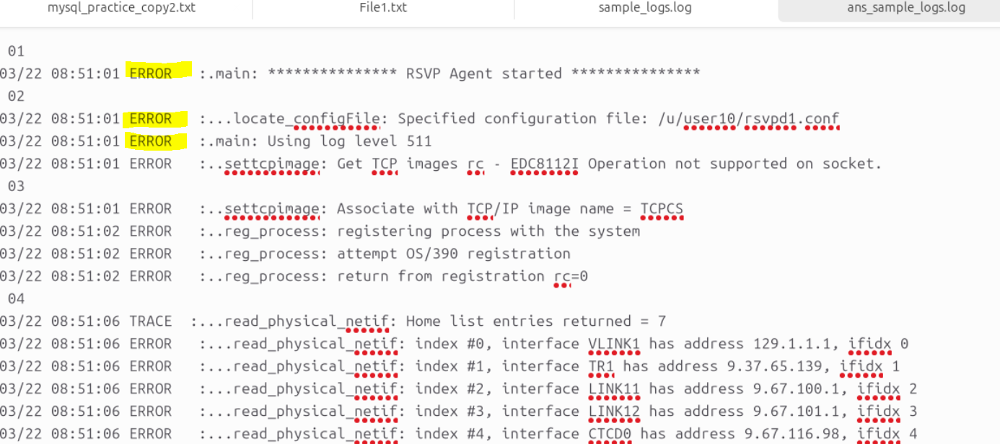 mysql_practice_copy2.txt File1.txt sample_logs.log ans_sample_logs.log
01
03/22 08:51:01 ERROR :.main: *************** RSVP Agent started ***************
02
03/22 08:51:01 ERROR :...locate_configFile: Specified configuration file: /u/user10/rsvpd1.conf
03/22 08:51:01 ERROR :.main: Using log level 511
03/22 08:51:01 ERROR :..settcpimage: Get TCP images rc - EDC8112I Operation not supported on socket.
03
03/22 08:51:01 ERROR :..settcpimage: Associate with TCP/IP image name = TCPCS
03/22 08:51:02 ERROR :..reg_process: registering process with the system
03/22 08:51:02 ERROR :..reg_process: attempt OS/390 registration
03/22 08:51:02 ERROR :..reg_process: return from registration rc=0
04
03/22 08:51:06 TRACE :...read_physical_netif: Home list entries returned = 7
03/22 08:51:06 ERROR :...read_physical_netif: index #0, interface VLINK1 has address 129.1.1.1, ifidx 0
03/22 08:51:06 ERROR :...read_physical_netif: index #1, interface TR1 has address 9.37.65.139, ifidx 1
03/22 08:51:06 ERROR :...read_physical_netif: index #2, interface LINK11 has address 9.67.100.1, ifidx 2
03/22 08:51:06 ERROR :...read_physical_netif: index #3, interface LINK12 has address 9.67.101.1, ifidx 3
03/22 08:51:06 ERROR :...read_physical_netif: index #4, interface CTCD0 has address 9.67.116.98, ifidx 4